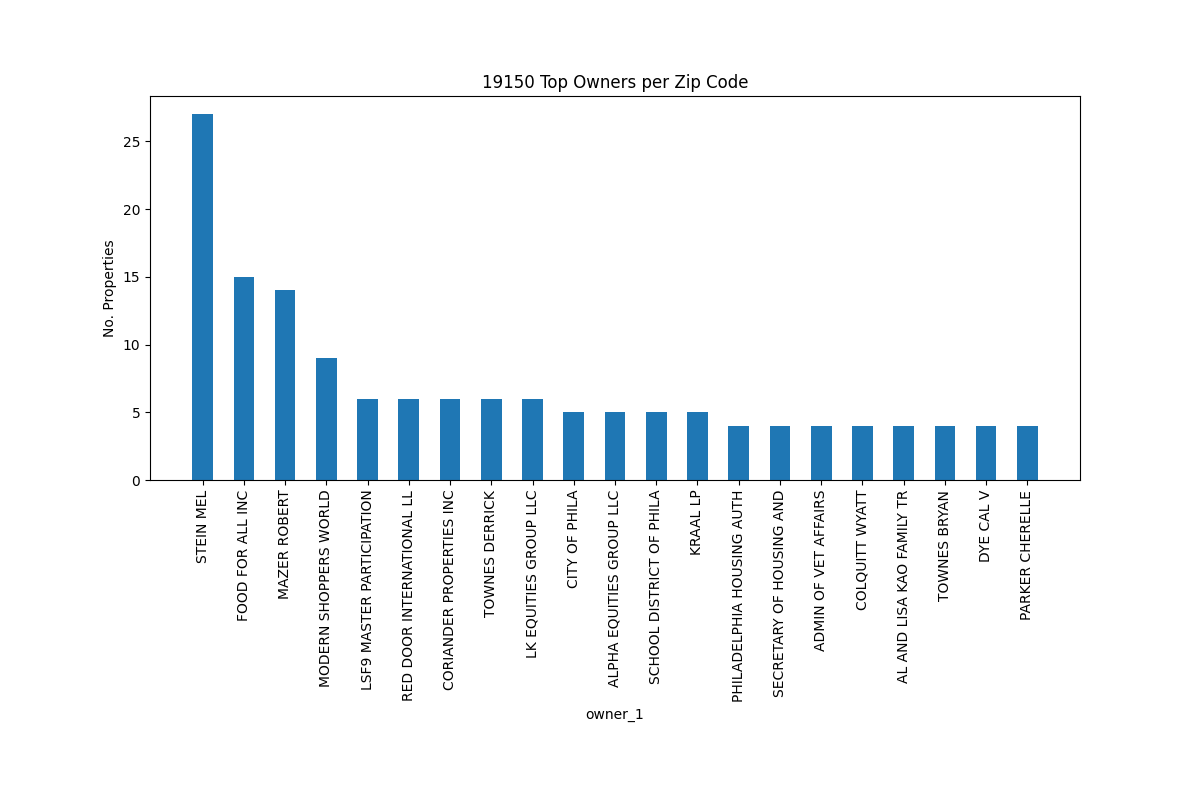 19150 Top Owners per Zip Code
No. Properties
25
20
15
10
5
0
STEIN MEL
FOOD FOR ALL INC
MAZER ROBERT
MODERN SHOPPERS WORLD
LSF9 MASTER PARTICIPATION
RED DOOR INTERNATIONAL LL
CORIANDER PROPERTIES INC
TOWNES DERRICK
LK EQUITIES GROUP LLC
CITY OF PHILA
ALPHA EQUITIES GROUP LLC
SCHOOL DISTRICT OF PHILA
KRAAL LP
PHILADELPHIA HOUSING AUTH
SECRETARY OF HOUSING AND
ADMIN OF VET AFFAIRS
COLQUITT WYATT
AL AND LISA KAO FAMILY TR
TOWNES BRYAN
DYE CAL V
PARKER CHERELLE
owner_1